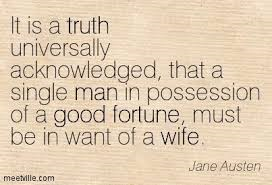 It is a truth
universally
acknowledged, that a
single man in possession
of a good fortune, must
be in want of a wife.
Jane Austen
meetville.com